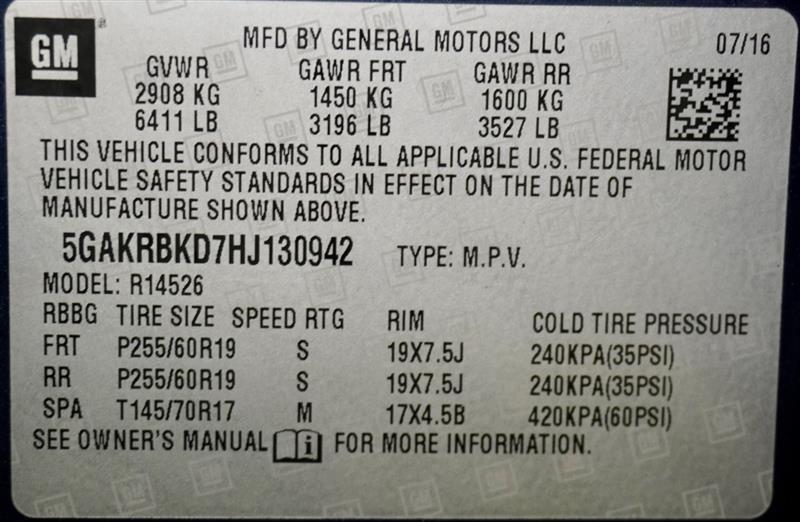 GM
MFD BY GENERAL MOTORS LLC 07/16
GVWR GAWR FRT GAWR RR
2908 KG 1450 KG 1600 KG
6411 LB 3196 LB 3527 LB
THIS VEHICLE CONFORMS TO ALL APPLICABLE U.S. FEDERAL MOTOR
VEHICLE SAFETY STANDARDS IN EFFECT ON THE DATE OF
MANUFACTURE SHOWN ABOVE.
5GAKRBKD7HJ130942 TYPE: M.P.V.
MODEL: R14526
RBBG TIRE SIZE SPEED RTG RIM COLD TIRE PRESSURE
FRT P255/60R19 S 19X7.5J 240KPA(35PSI)
RR P255/60R19 S 19X7.5J 240KPA(35PSI)
SPA T145/70R17 M 17X4.5B 420KPA(60PSI)
SEE OWNER'S MANUAL i FOR MORE INFORMATION.